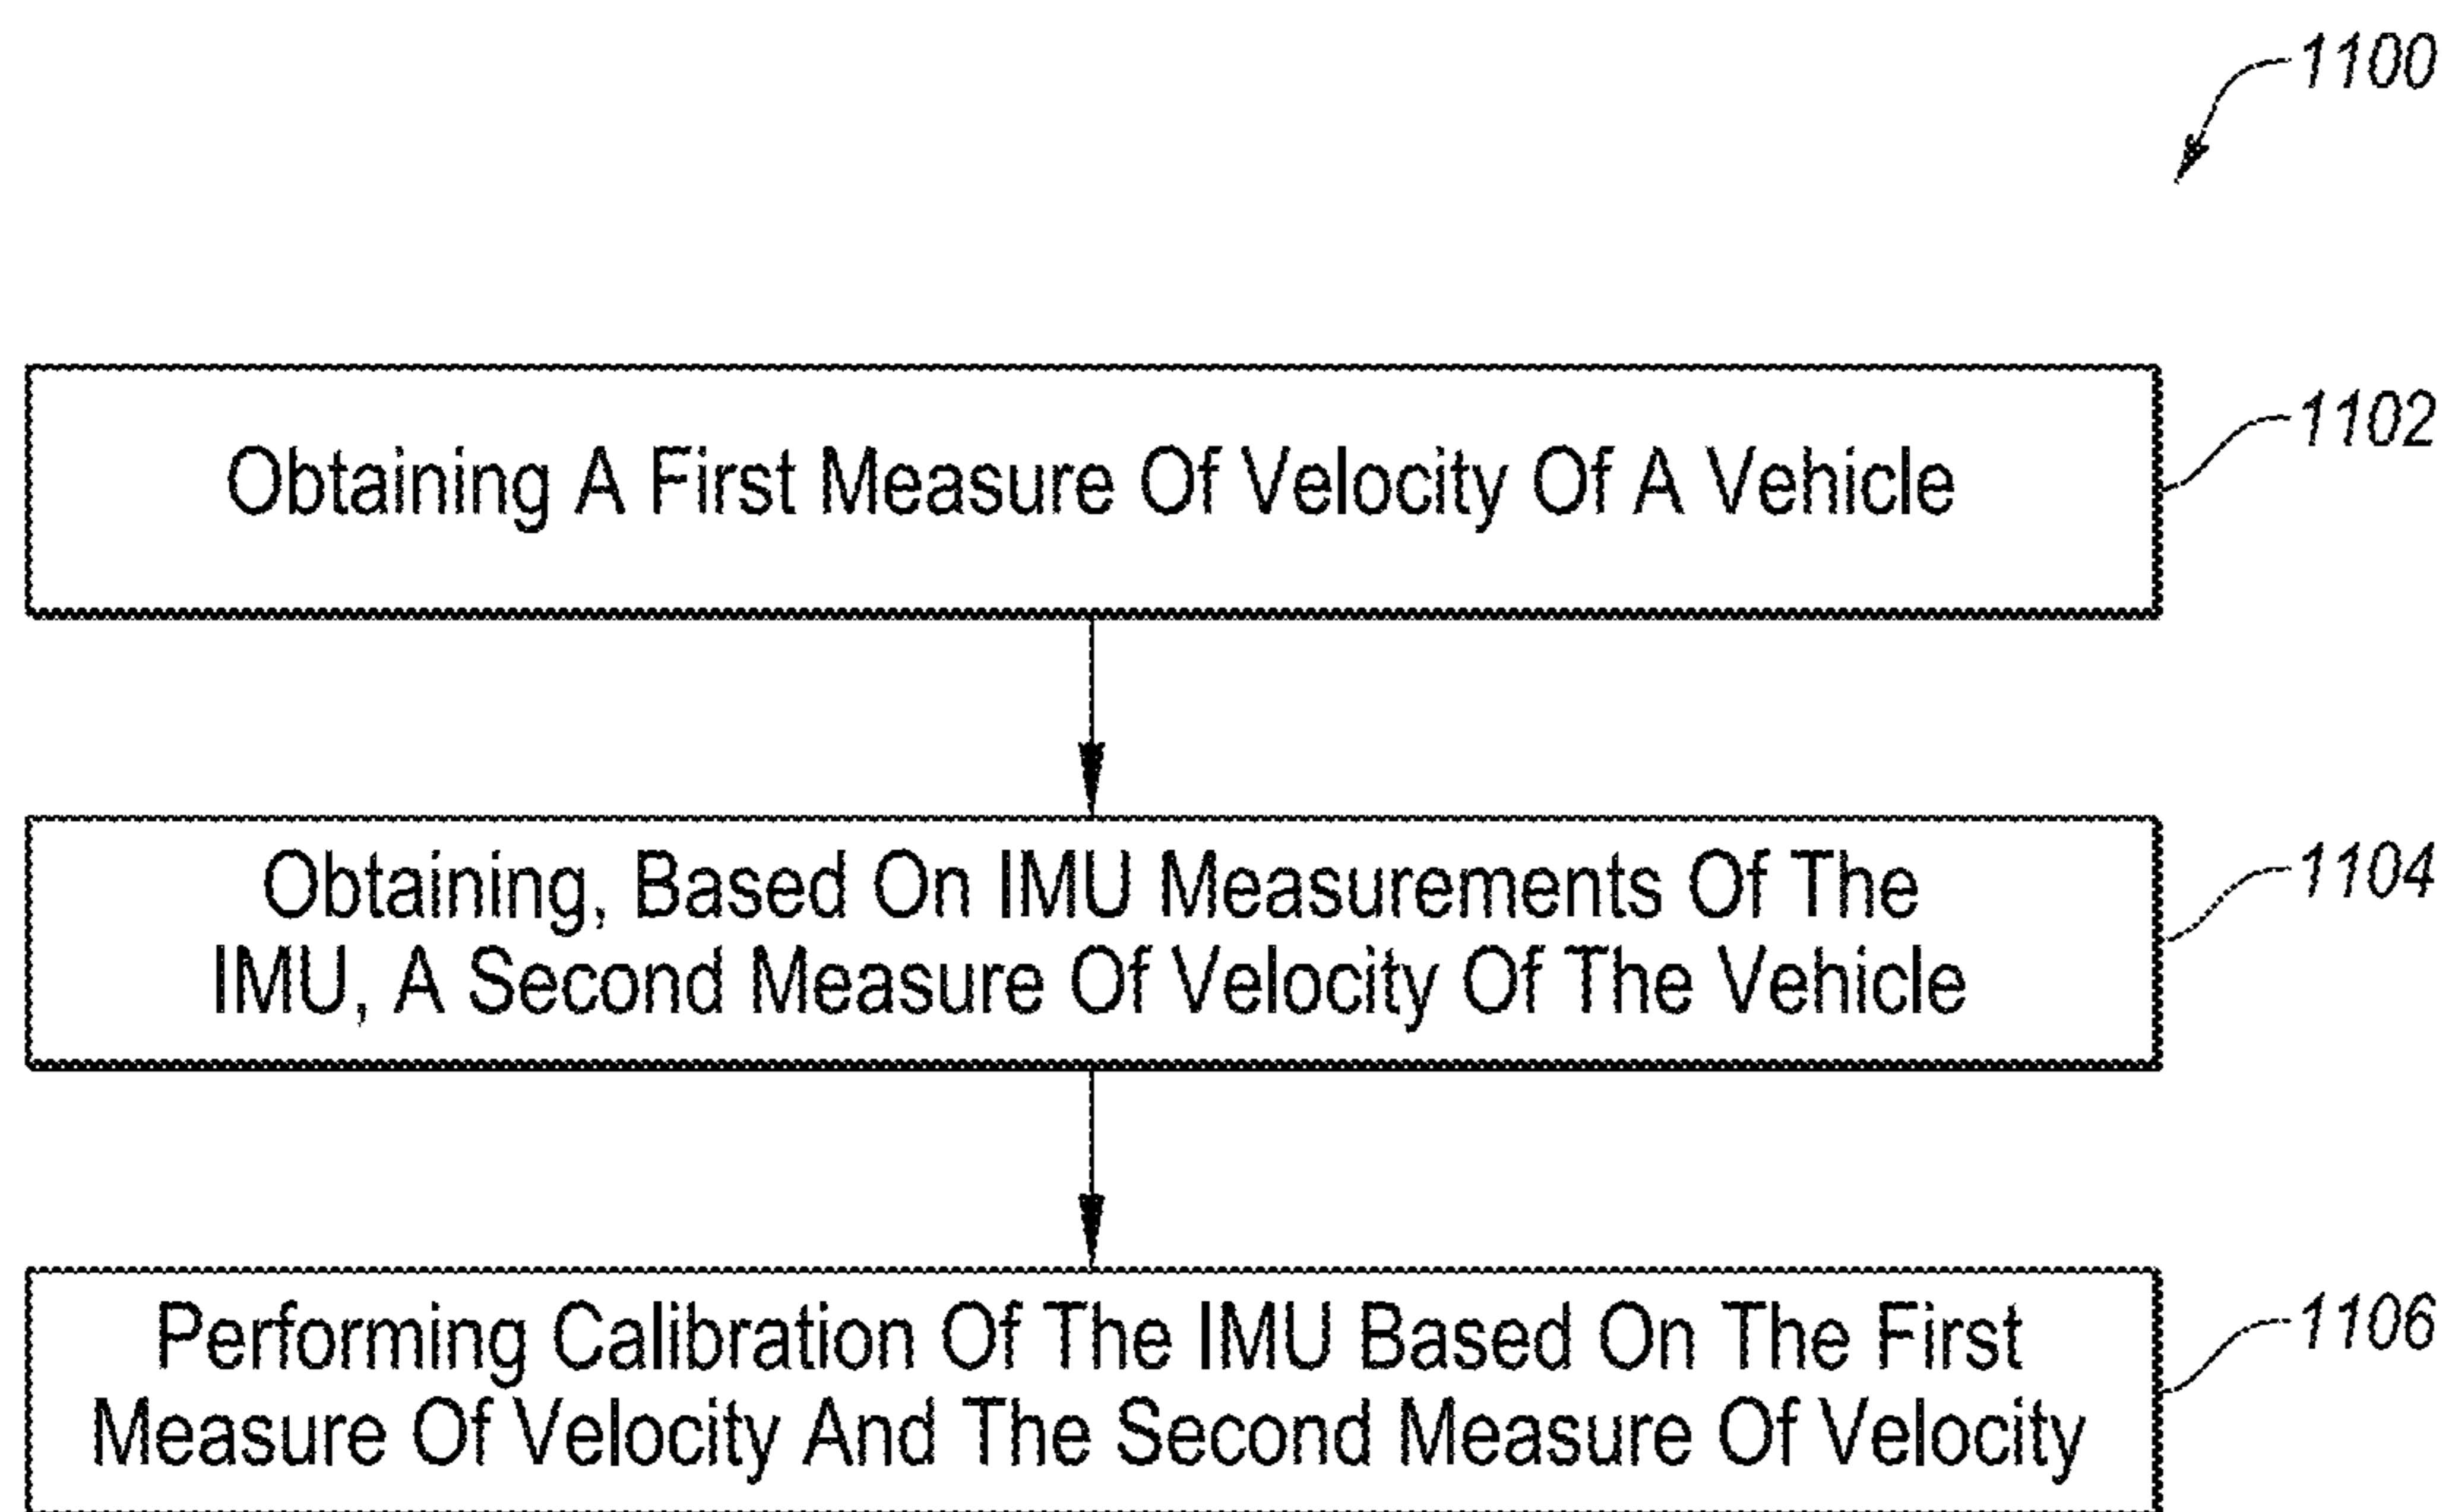 1100
Obtaining A First Measure Of Velocity Of A Vehicle
1102
Obtaining, Based On IMU Measurements Of The
IMU, A Second Measure Of Velocity Of The Vehicle
1104
Performing Calibration Of The IMU Based On The First
Measure Of Velocity And The Second Measure Of Velocity
1106